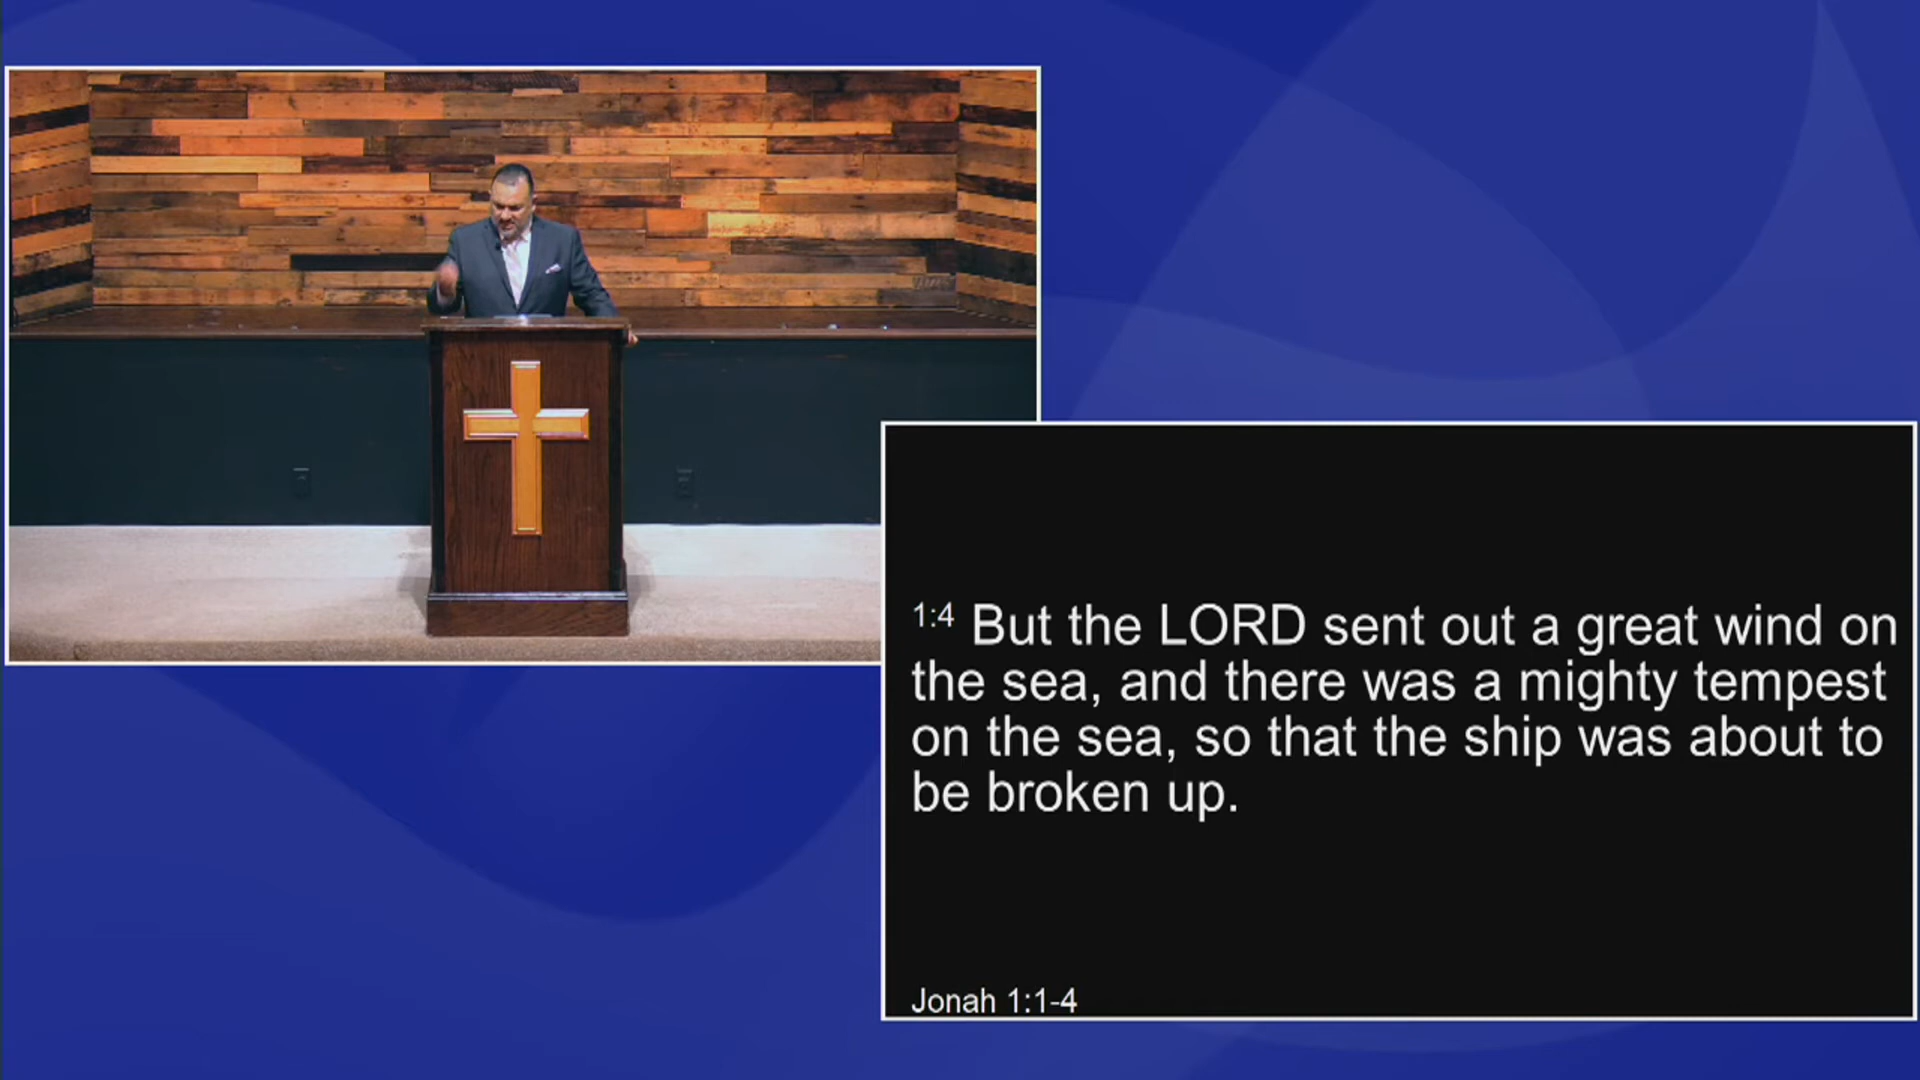 1:4 But the LORD sent out a great wind on
the sea, and there was a mighty tempest
on the sea, so that the ship was about to
be broken up.
Jonah 1:1-4